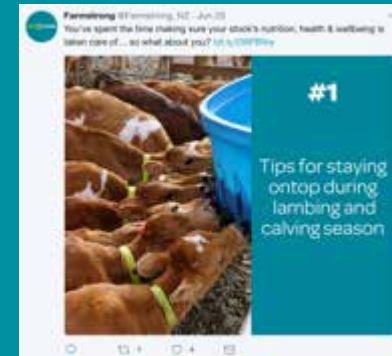 Farmstrong @Farmstrong_NZ · Jun 28
You've spent the time making sure your stock's nutrition, health & wellbeing is
taken care of... so what about you?
#1
Tips for staying
ontop during
lambing and
calving season